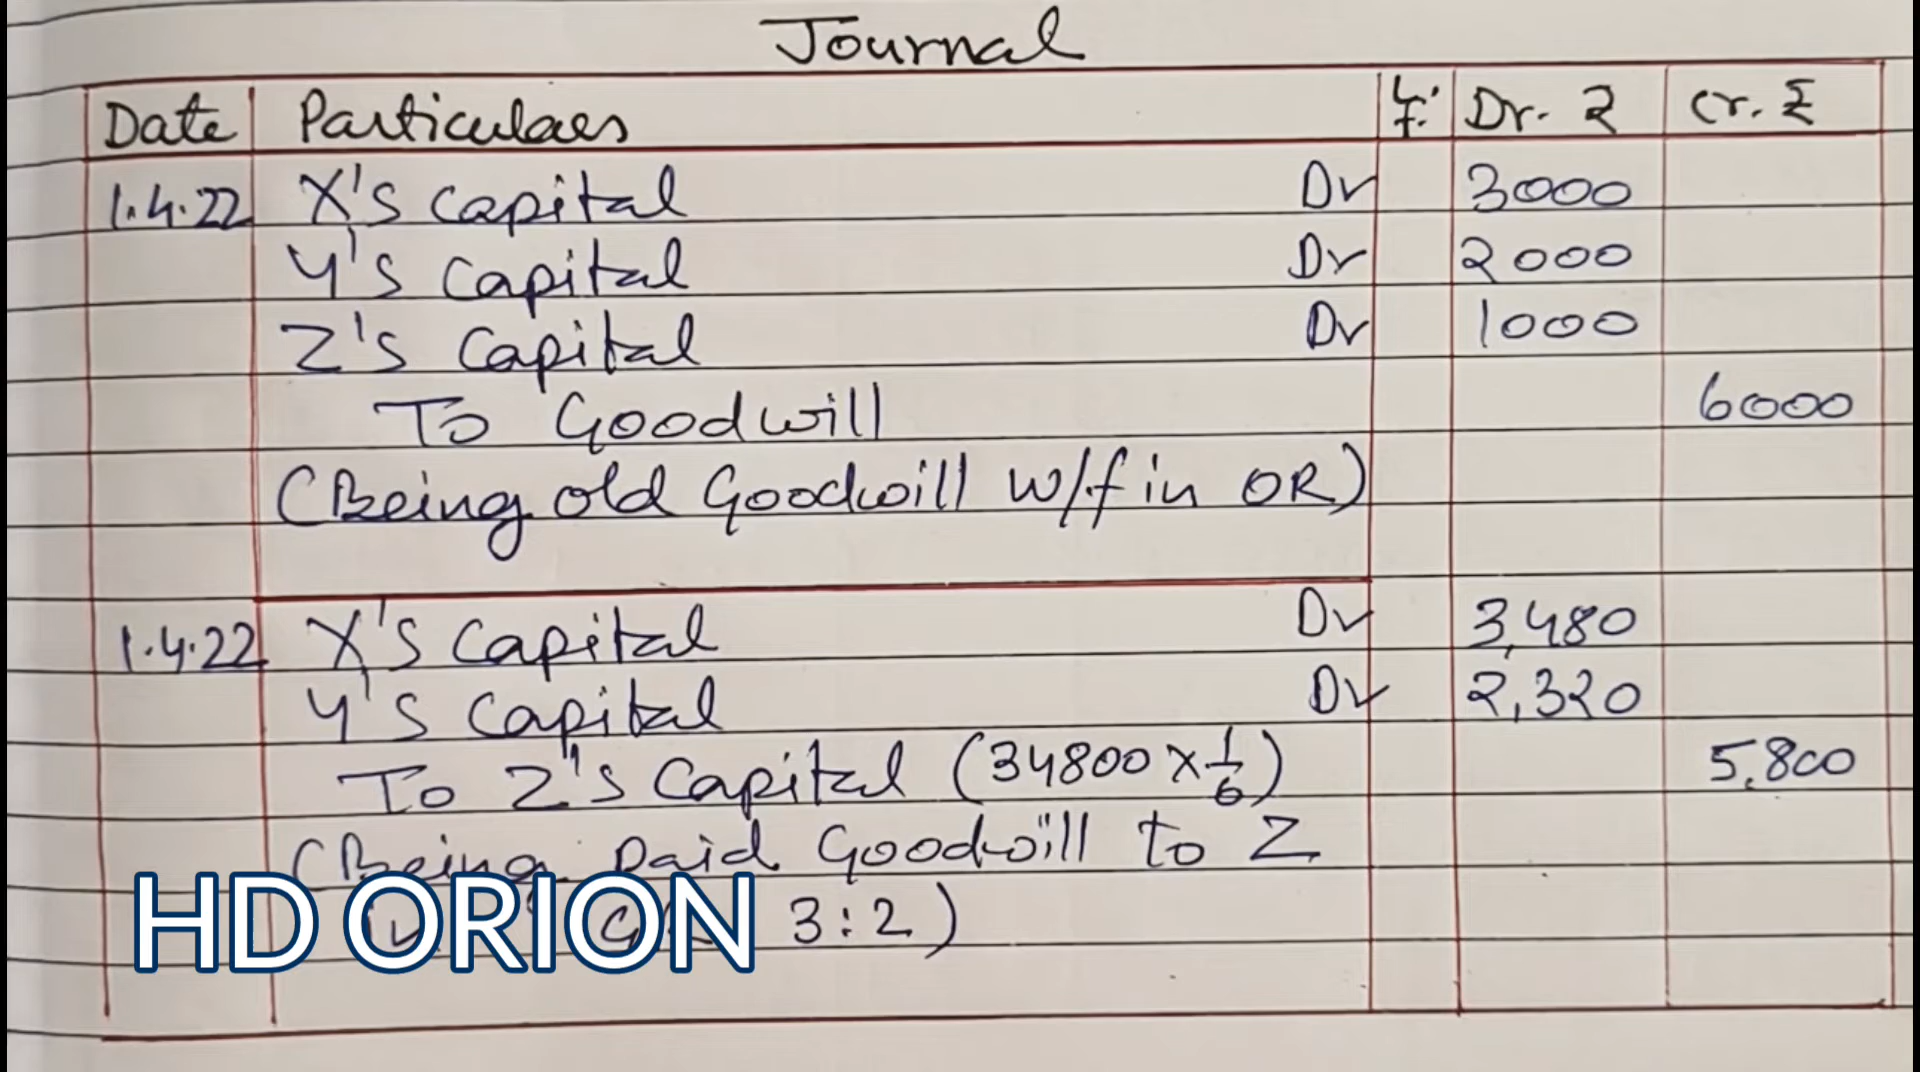 Journal
Date Particulars L.F. Dr. ₹ Cr. ₹
1.4.22 X's Capital Dr 3000
Y's Capital Dr 2000
Z's Capital Dr 1000
To Goodwill 6000
(Being old Goodwill w/f in OR)
1.4.22 X's Capital Dr 3,480
Y's Capital Dr 2,320
To Z's Capital (34800 × 1/6) 5,800
(Being Paid Goodwill to Z
3:2)
HD ORION